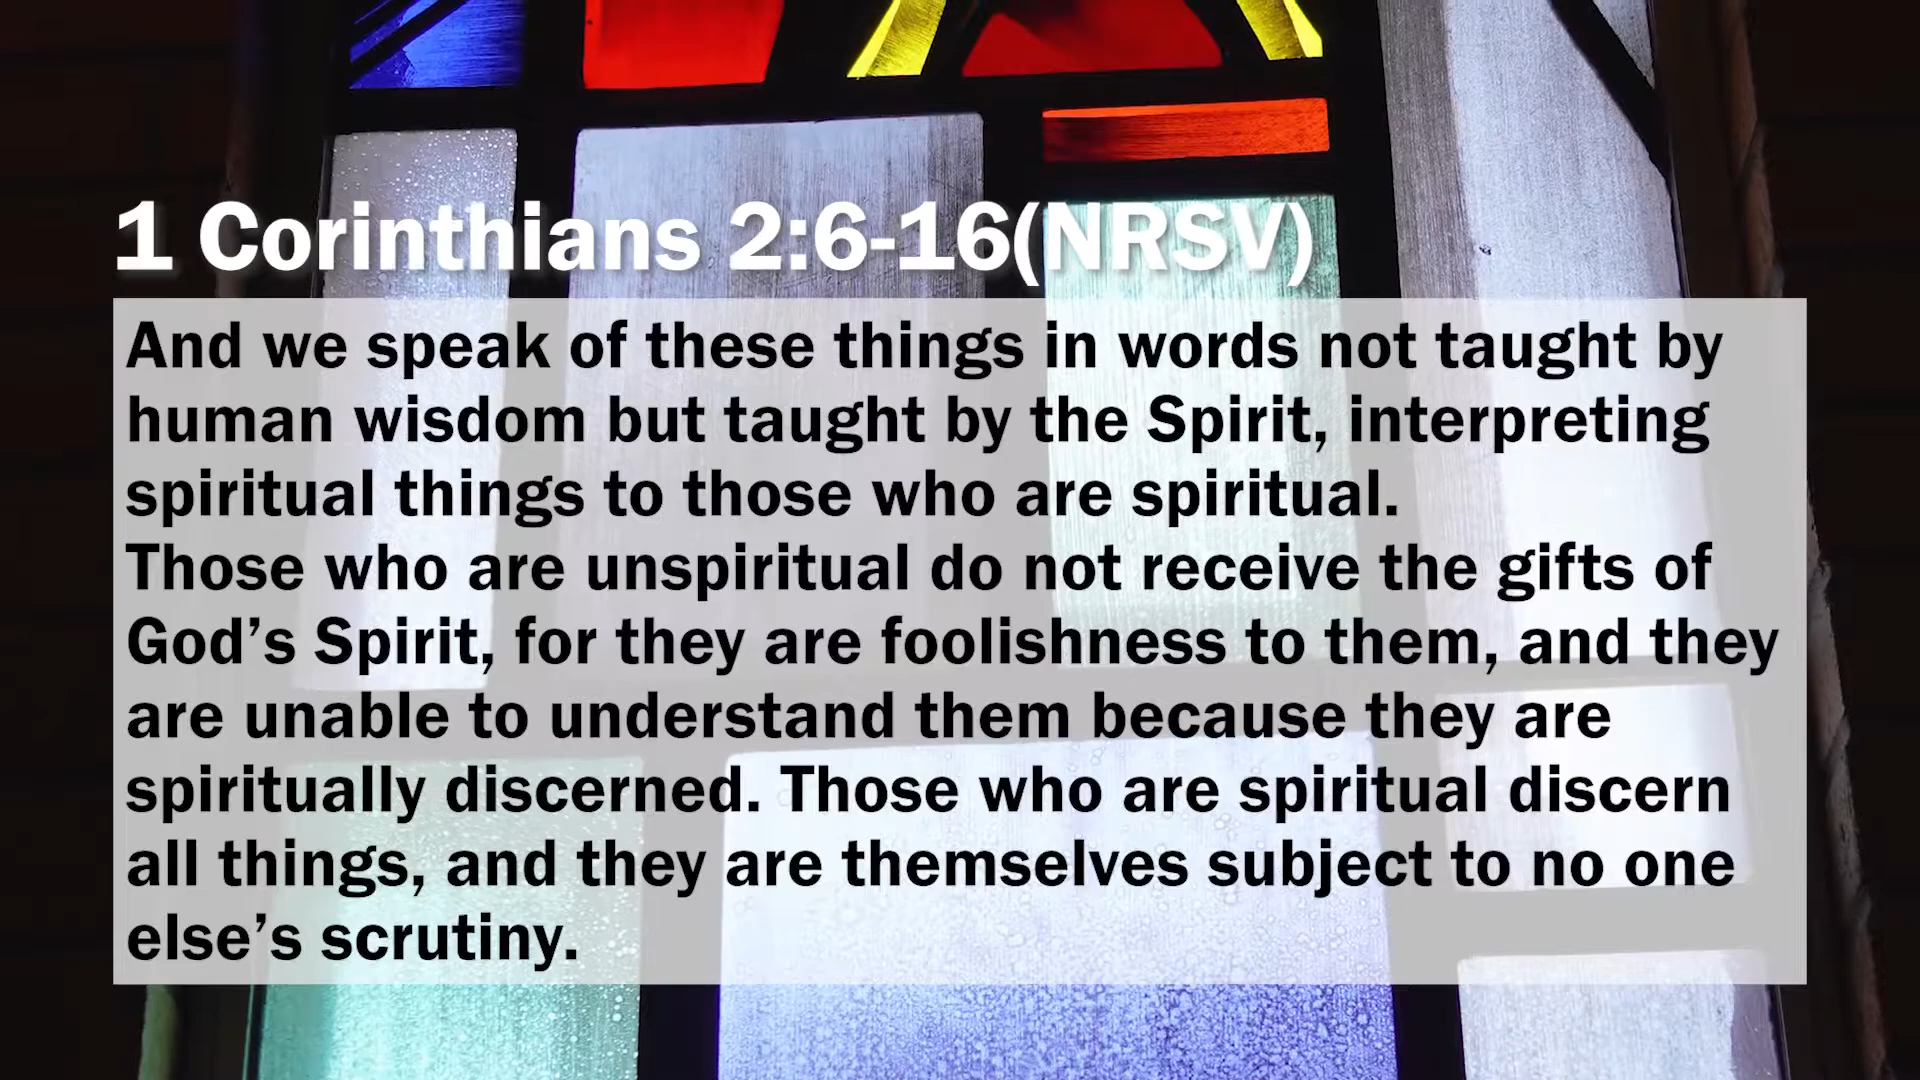 1 Corinthians 2:6-16(NRSV)
And we speak of these things in words not taught by
human wisdom but taught by the Spirit, interpreting
spiritual things to those who are spiritual.
Those who are unspiritual do not receive the gifts of
God’s Spirit, for they are foolishness to them, and they
are unable to understand them because they are
spiritually discerned. Those who are spiritual discern
all things, and they are themselves subject to no one
else’s scrutiny.